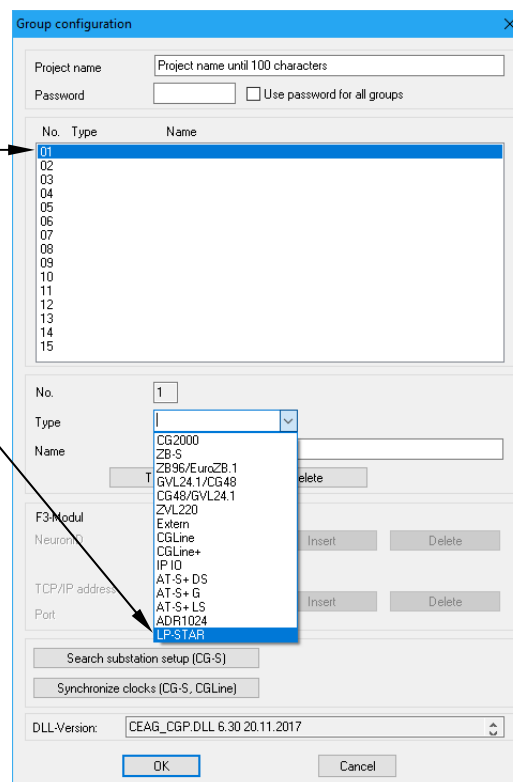 Group configuration
Project name Project name until 100 characters
Password Use password for all groups
No. Type Name
01
02
03
04
05
06
07
08
09
10
11
12
13
14
15
No. 1
Type
Name
CG2000
ZB-S
ZB96/EuroZB.1
GVL24.1/CG48
CG48/GVL24.1
ZVL220
Extern
CGLine
CGLine+
IP IO
AT-S+ DS
AT-S+ G
AT-S+ LS
ADR1024
LP-STAR
F3-Modul
NeuronID Insert Delete
TCP/IP address
Port Insert Delete
Search substation setup (CG-S)
Synchronize clocks (CG-S, CGLine)
DLL-Version: CEAG_CGP.DLL 6.30 20.11.2017
OK Cancel